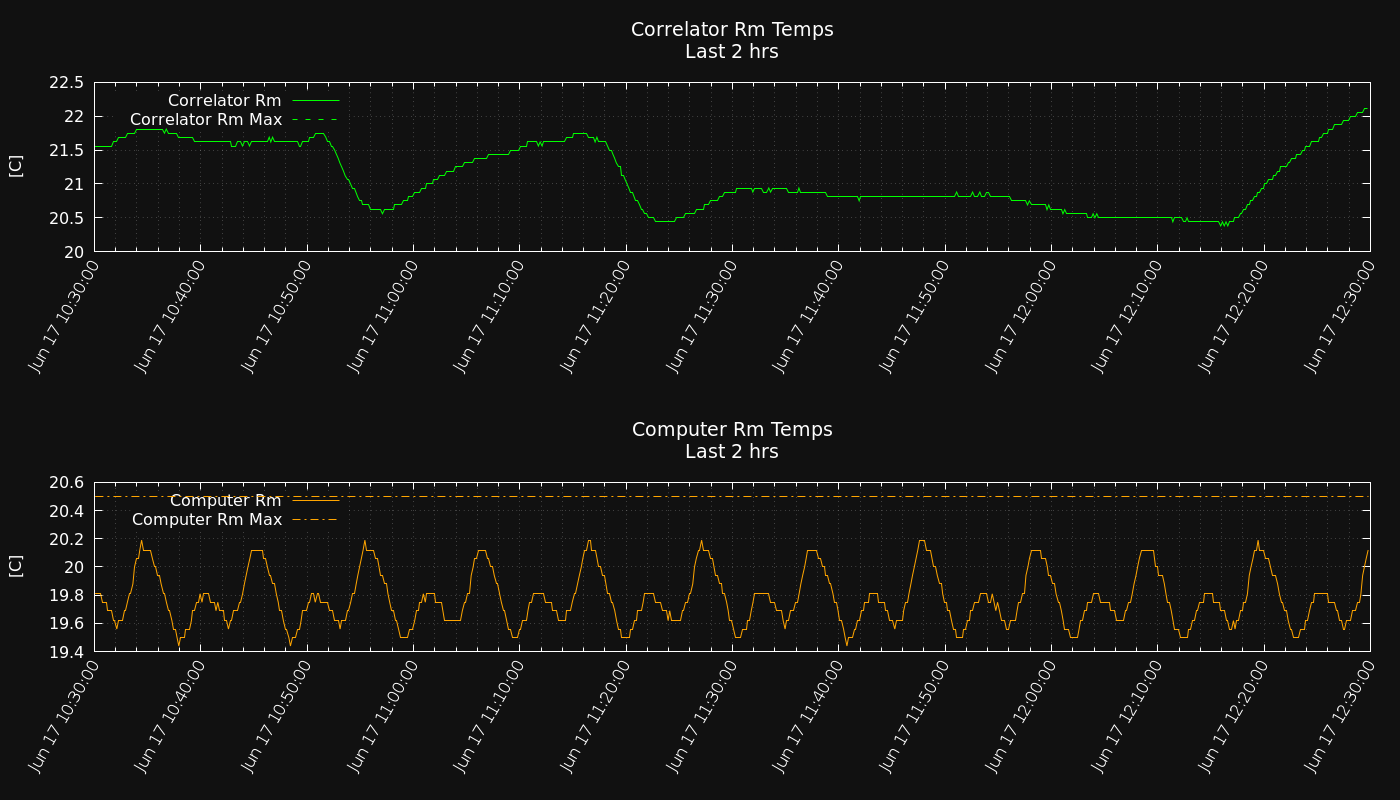 Correlator Rm Temps
Last 2 hrs
22.5
22
21.5
21
20.5
20
[C]
Correlator Rm
Correlator Rm Max
Jun 17 10:30:00
Jun 17 10:40:00
Jun 17 10:50:00
Jun 17 11:00:00
Jun 17 11:10:00
Jun 17 11:20:00
Jun 17 11:30:00
Jun 17 11:40:00
Jun 17 11:50:00
Jun 17 12:00:00
Jun 17 12:10:00
Jun 17 12:20:00
Jun 17 12:30:00
Computer Rm Temps
Last 2 hrs
20.6
20.4
20.2
20
19.8
19.6
19.4
[C]
Computer Rm
Computer Rm Max
Jun 17 10:30:00
Jun 17 10:40:00
Jun 17 10:50:00
Jun 17 11:00:00
Jun 17 11:10:00
Jun 17 11:20:00
Jun 17 11:30:00
Jun 17 11:40:00
Jun 17 11:50:00
Jun 17 12:00:00
Jun 17 12:10:00
Jun 17 12:20:00
Jun 17 12:30:00